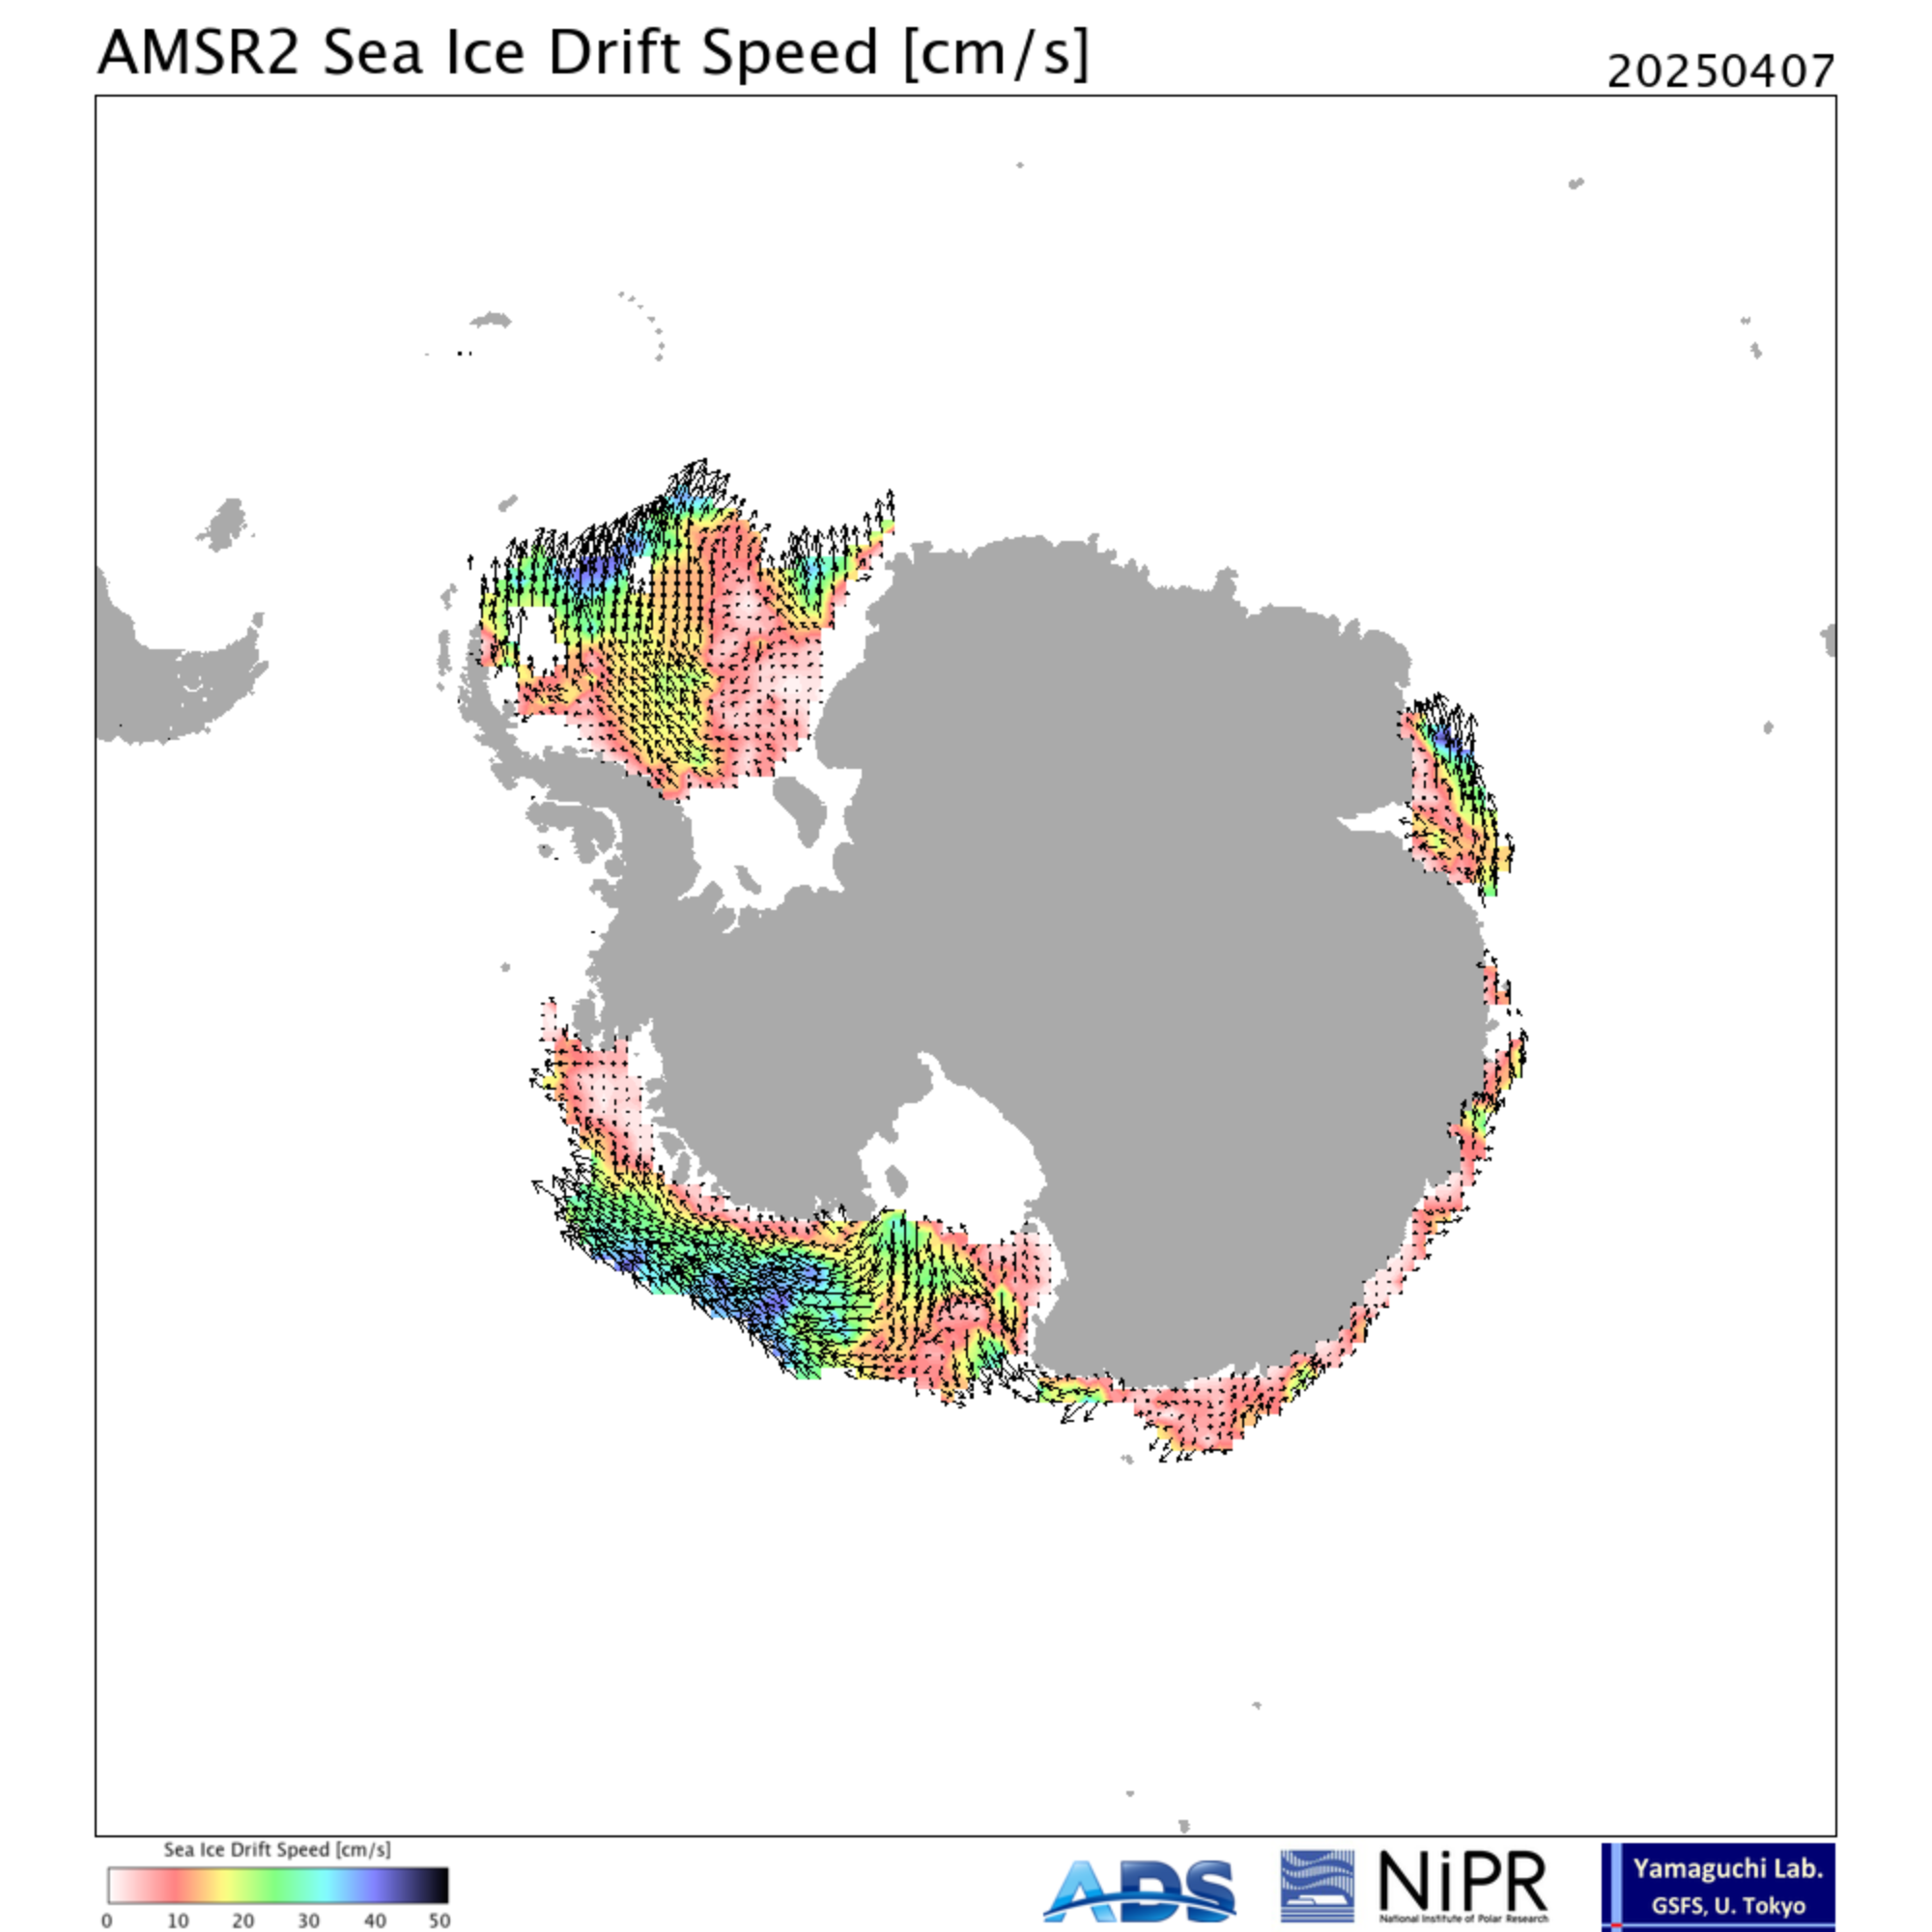 AMSR2 Sea Ice Drift Speed [cm/s]
20250407
Sea Ice Drift Speed [cm/s]
0 10 20 30 40 50
ADS
NiPR
National Institute of Polar Research
Yamaguchi Lab.
GSFS, U. Tokyo